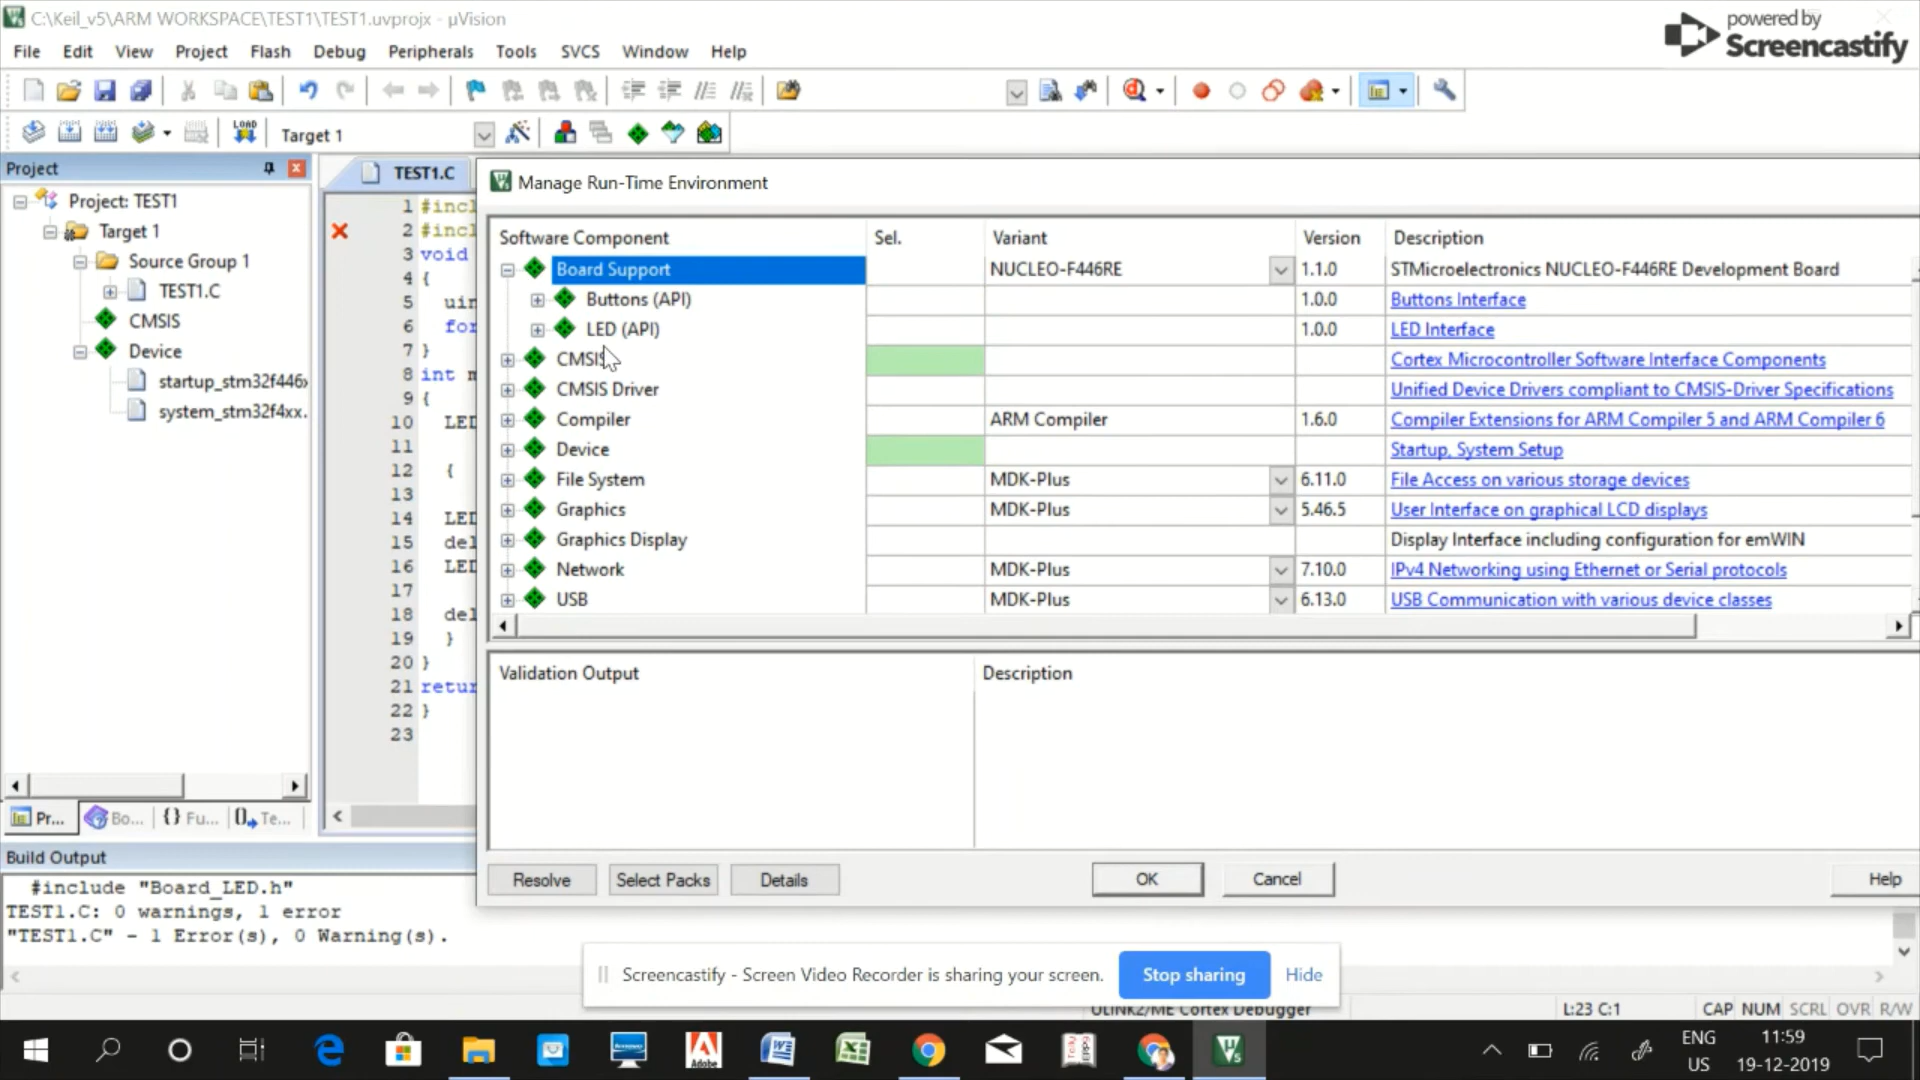 C:\Keil_v5\ARM WORKSPACE\TEST1\TEST1.uvprojx - µVision
powered by
Screencastify
File Edit View Project Flash Debug Peripherals Tools SVCS Window Help
LOAD
Target 1
Project
TEST1.C
Manage Run-Time Environment
Project: TEST1
Target 1
Source Group 1
TEST1.C
CMSIS
Device
startup_stm32f446x
system_stm32f4xx.
1 #incl
2 #incl
3 void
4 {
5 uin
6 for
7 }
8 int m
9 {
10 LED
11
12 {
13
14 LED
15 del
16 LED
17
18 del
19 }
20 }
21 retur
22 }
23
Software Component Sel. Variant Version Description
Board Support NUCLEO-F446RE 1.1.0 STMicroelectronics NUCLEO-F446RE Development Board
Buttons (API) 1.0.0 Buttons Interface
LED (API) 1.0.0 LED Interface
CMSIS Cortex Microcontroller Software Interface Components
CMSIS Driver Unified Device Drivers compliant to CMSIS-Driver Specifications
Compiler ARM Compiler 1.6.0 Compiler Extensions for ARM Compiler 5 and ARM Compiler 6
Device Startup, System Setup
File System MDK-Plus 6.11.0 File Access on various storage devices
Graphics MDK-Plus 5.46.5 User Interface on graphical LCD displays
Graphics Display Display Interface including configuration for emWIN
Network MDK-Plus 7.10.0 IPv4 Networking using Ethernet or Serial protocols
USB MDK-Plus 6.13.0 USB Communication with various device classes
Validation Output Description
Pr... Bo... {} Fu... Te...
Resolve Select Packs Details OK Cancel Help
Build Output
#include "Board_LED.h"
TEST1.C: 0 warnings, 1 error
"TEST1.C" - 1 Error(s), 0 Warning(s).
Screencastify - Screen Video Recorder is sharing your screen. Stop sharing Hide
ULINK2/ME Cortex Debugger L:23 C:1 CAP NUM SCRL OVR R/W
Adobe
ENG
US
11:59
19-12-2019